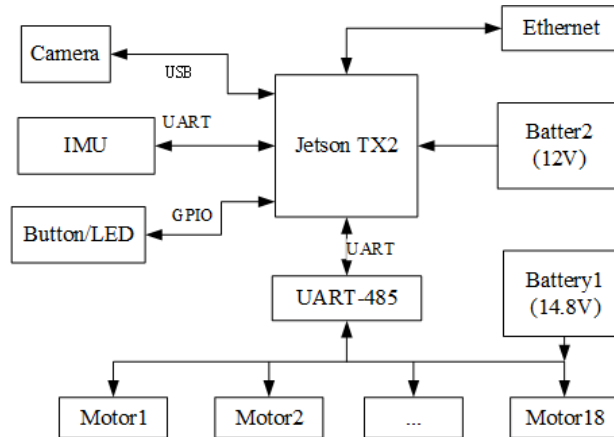 Ethernet
Camera
USB
UART
IMU
Jetson TX2
Batter2
(12V)
GPIO
Button/LED
UART
UART-485
Battery1
(14.8V)
Motor1
Motor2
...
Motor18